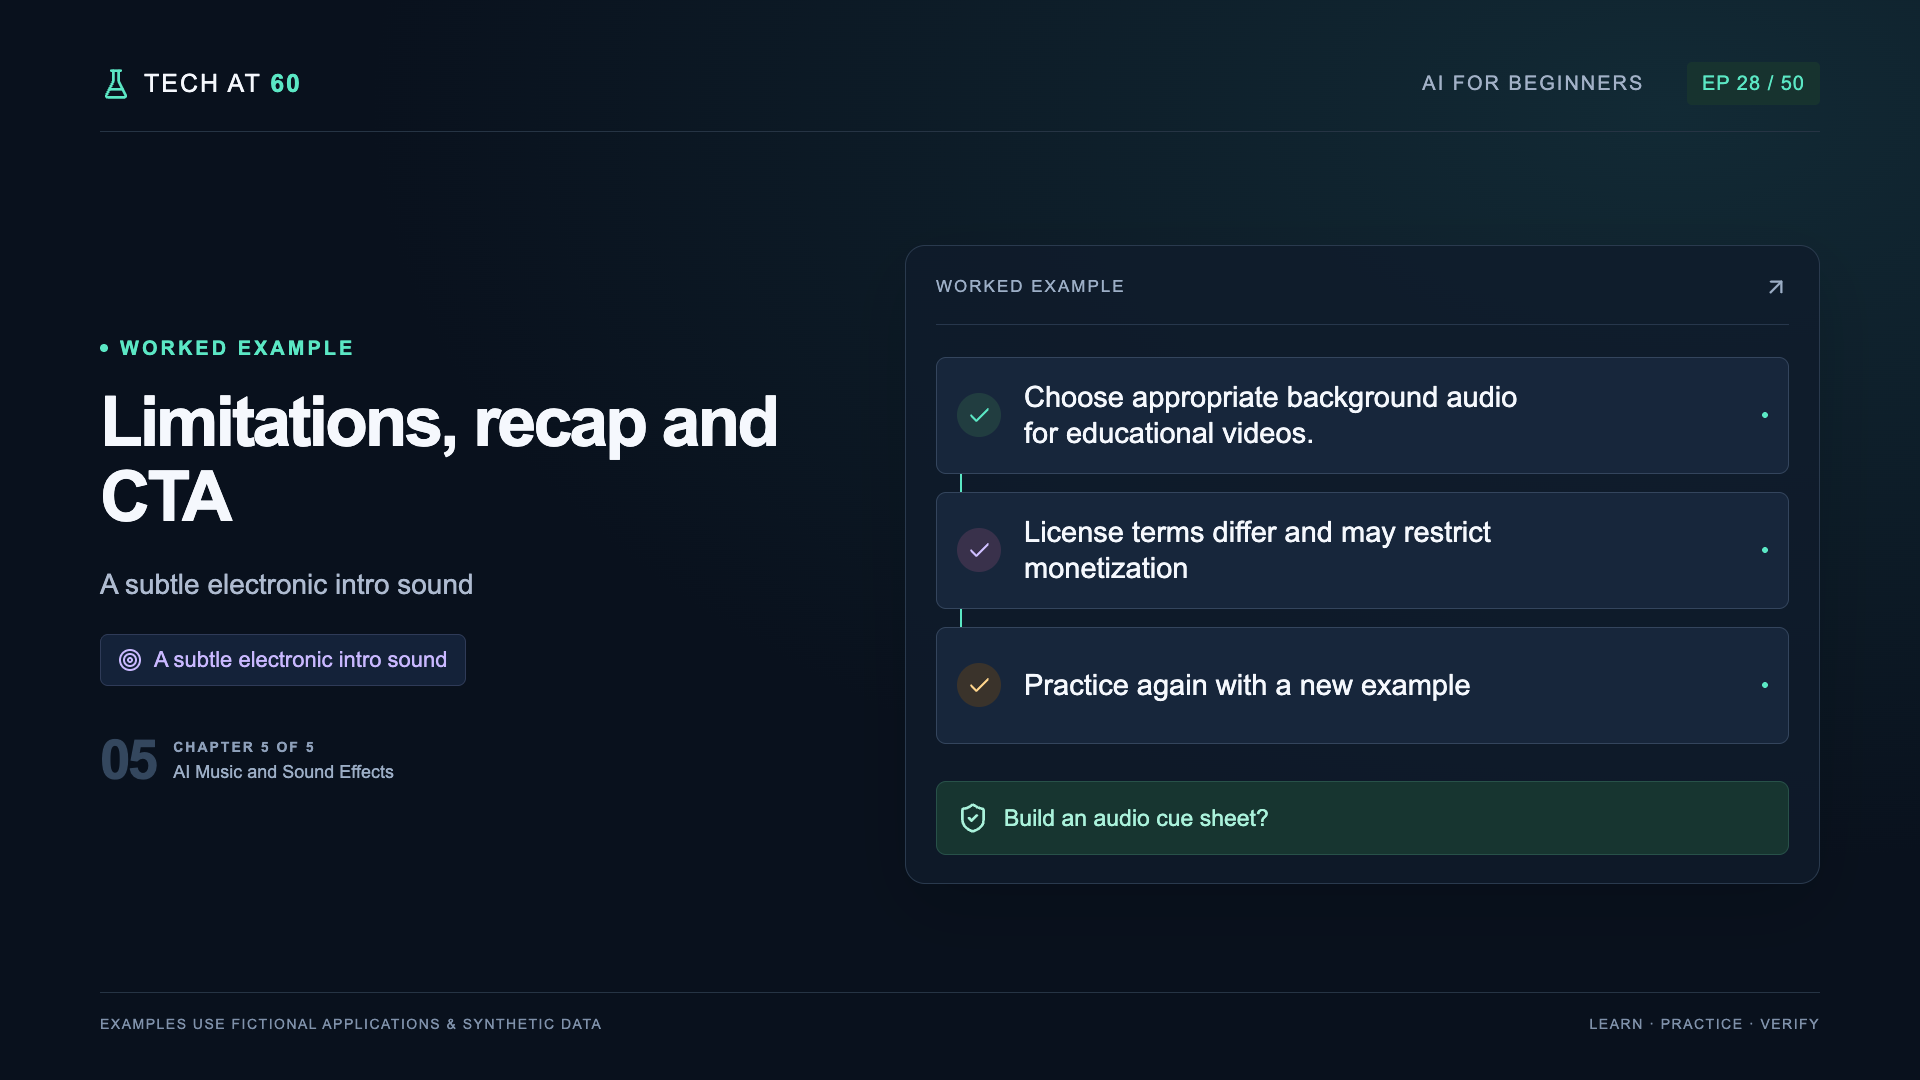 TECH AT 60
AI FOR BEGINNERS
EP 28 / 50
WORKED EXAMPLE
Limitations, recap and
CTA
A subtle electronic intro sound
A subtle electronic intro sound
05
CHAPTER 5 OF 5
AI Music and Sound Effects
WORKED EXAMPLE
Choose appropriate background audio
for educational videos.
License terms differ and may restrict
monetization
Practice again with a new example
Build an audio cue sheet?
EXAMPLES USE FICTIONAL APPLICATIONS & SYNTHETIC DATA
LEARN · PRACTICE · VERIFY